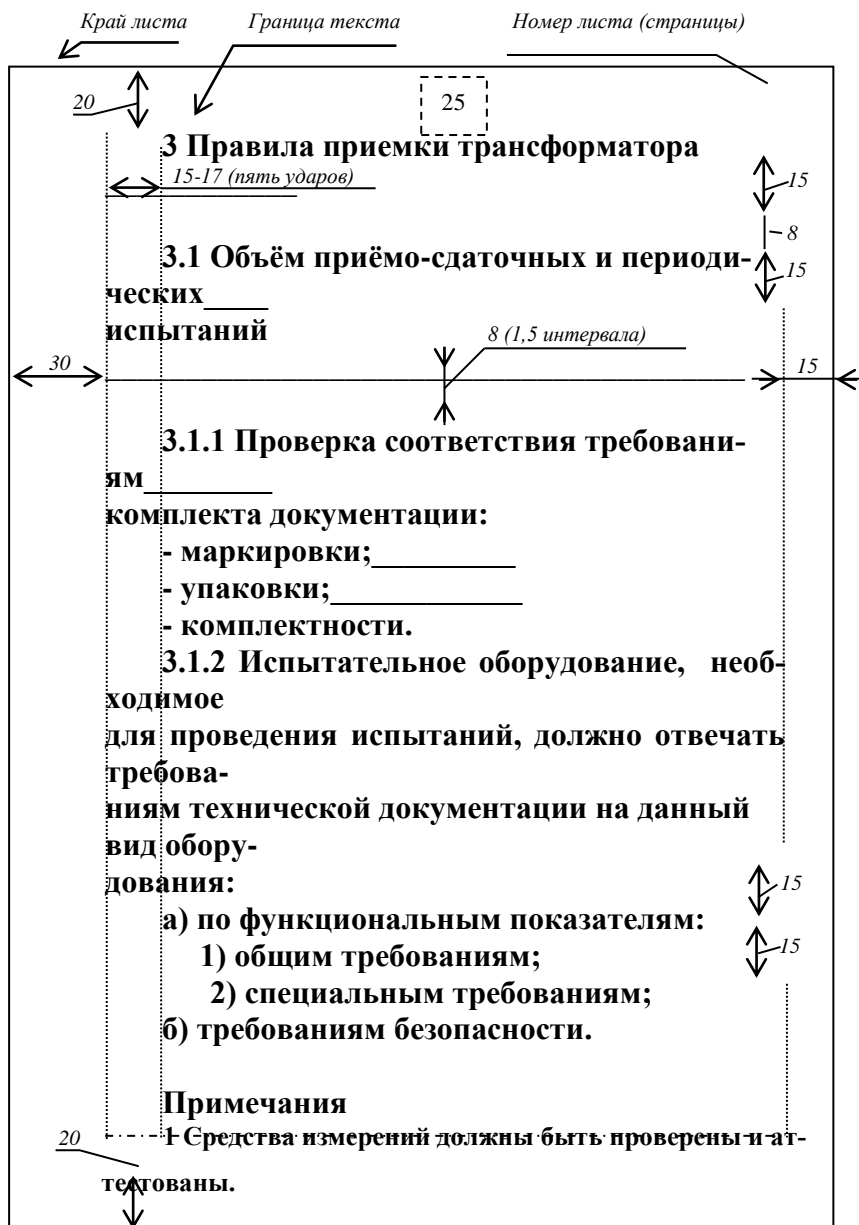 Край листа Граница текста Номер листа (страницы)
20 25
3 Правила приемки трансформатора
15-17 (пять ударов) 15
8
3.1 Объём приёмо-сдаточных и периоди-
15
ческих____
испытаний
8 (1,5 интервала)
30 15
3.1.1 Проверка соответствия требовани-
ям________
комплекта документации:
- маркировки;_________
- упаковки;____________
- комплектности.
3.1.2 Испытательное оборудование, необ-
ходимое
для проведения испытаний, должно отвечать
требова-
ниям технической документации на данный
вид обору-
дования:
15
а) по функциональным показателям:
1) общим требованиям;
15
2) специальным требованиям;
б) требованиям безопасности.
Примечания
1 Средства измерений должны быть проверены и ат-
20
тестованы.